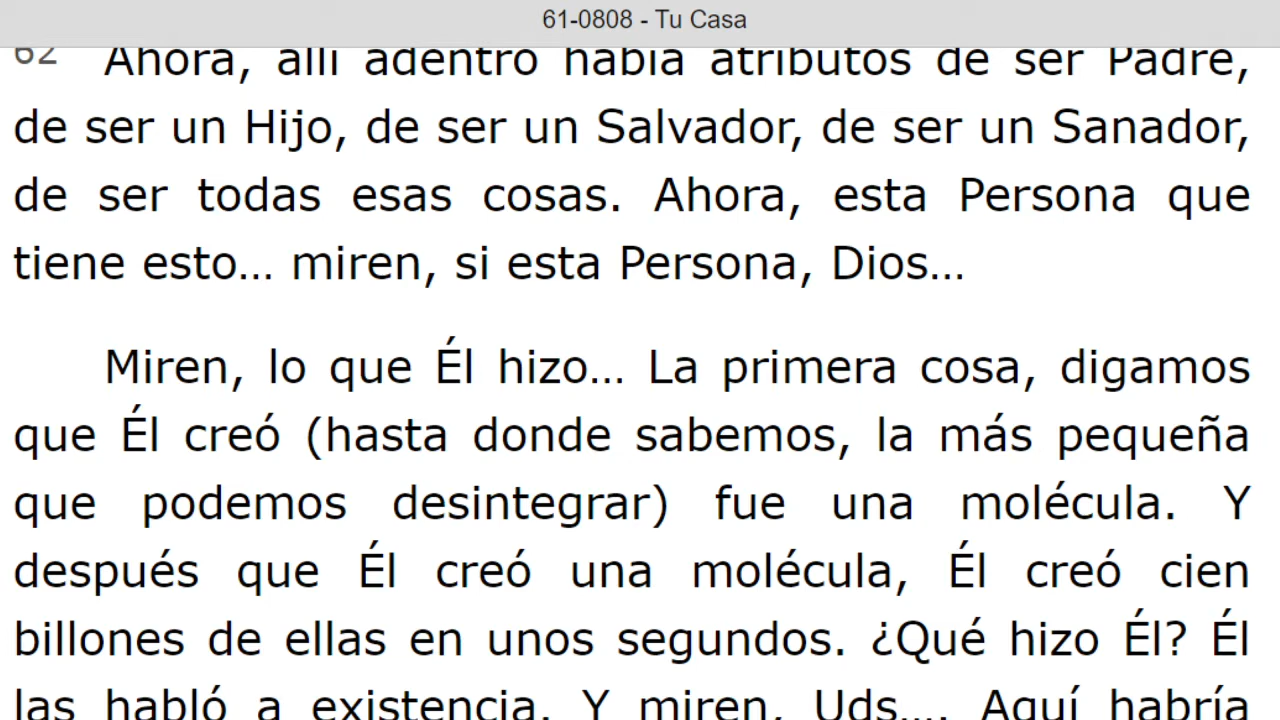 61-0808 - Tu Casa
62 Ahora, allí adentro había atributos de ser Padre,
de ser un Hijo, de ser un Salvador, de ser un Sanador,
de ser todas esas cosas. Ahora, esta Persona que
tiene esto… miren, si esta Persona, Dios…
Miren, lo que Él hizo… La primera cosa, digamos
que Él creó (hasta donde sabemos, la más pequeña
que podemos desintegrar) fue una molécula. Y
después que Él creó una molécula, Él creó cien
billones de ellas en unos segundos. ¿Qué hizo Él? Él
las habló a existencia. Y miren, Uds.… Aquí habría